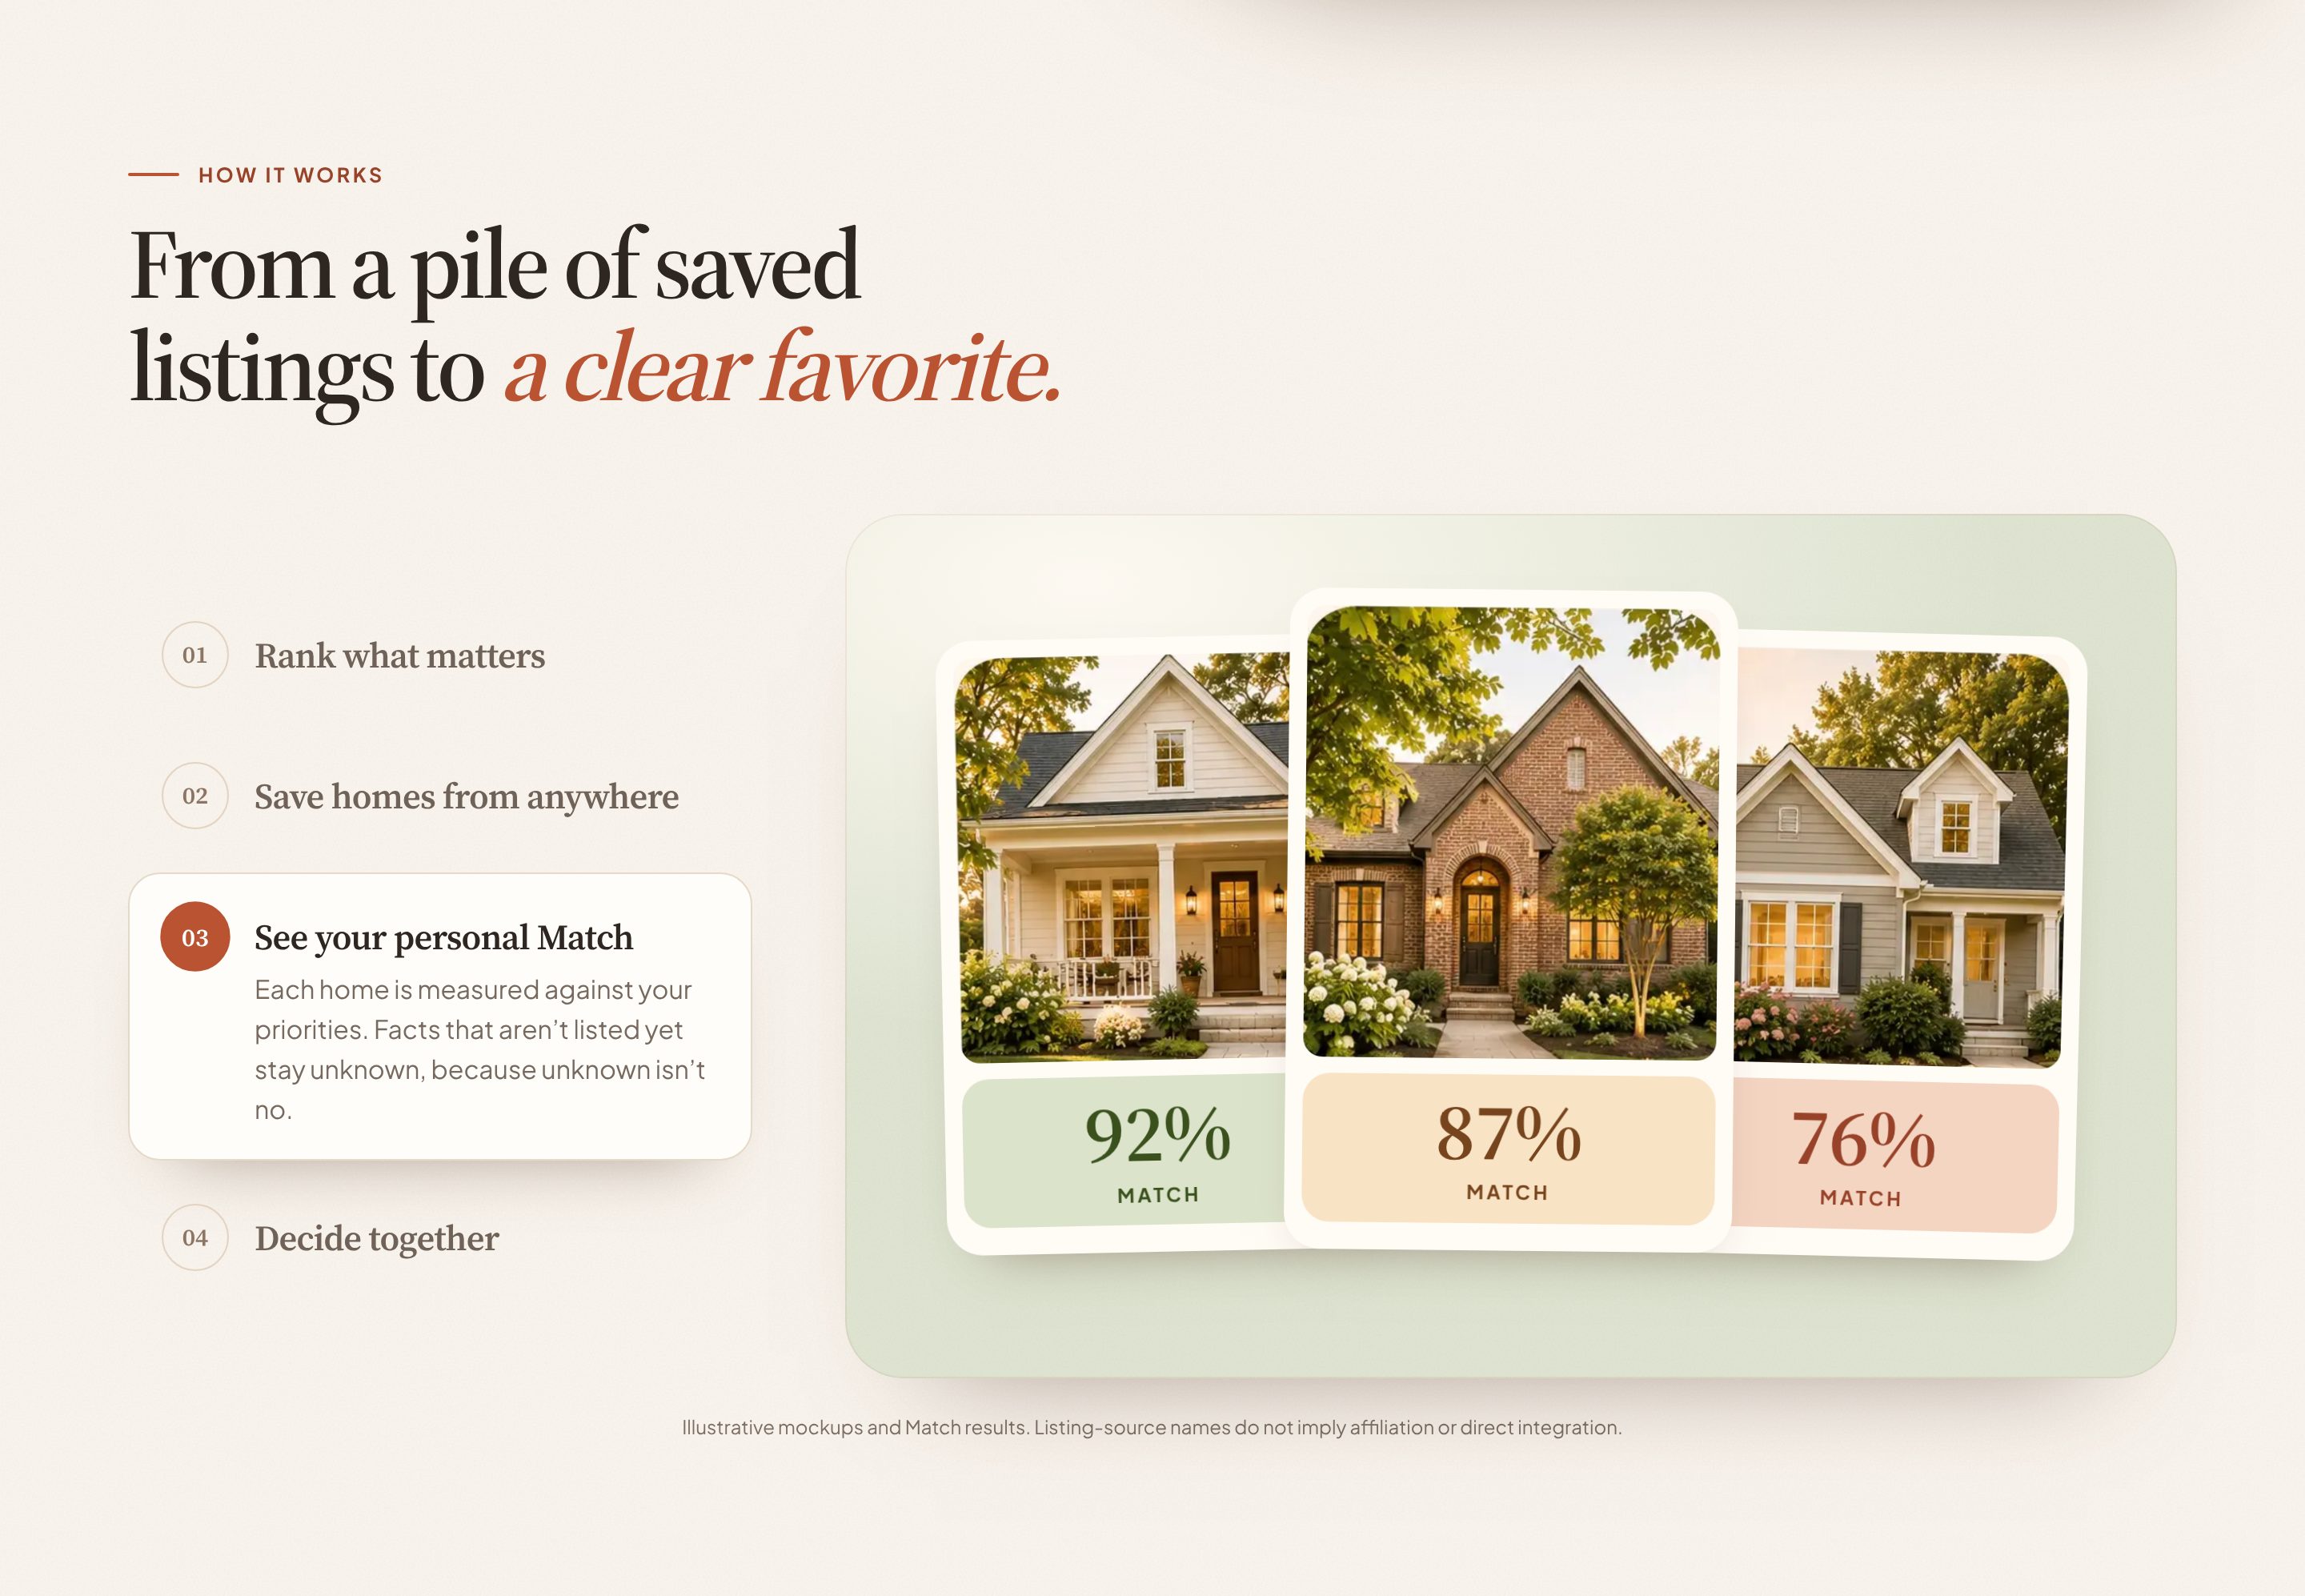 HOW IT WORKS
From a pile of saved
listings to a clear favorite.
01 Rank what matters
02 Save homes from anywhere
03 See your personal Match
Each home is measured against your
priorities. Facts that aren’t listed yet
stay unknown, because unknown isn’t
no.
04 Decide together
92%
MATCH
87%
MATCH
76%
MATCH
Illustrative mockups and Match results. Listing-source names do not imply affiliation or direct integration.